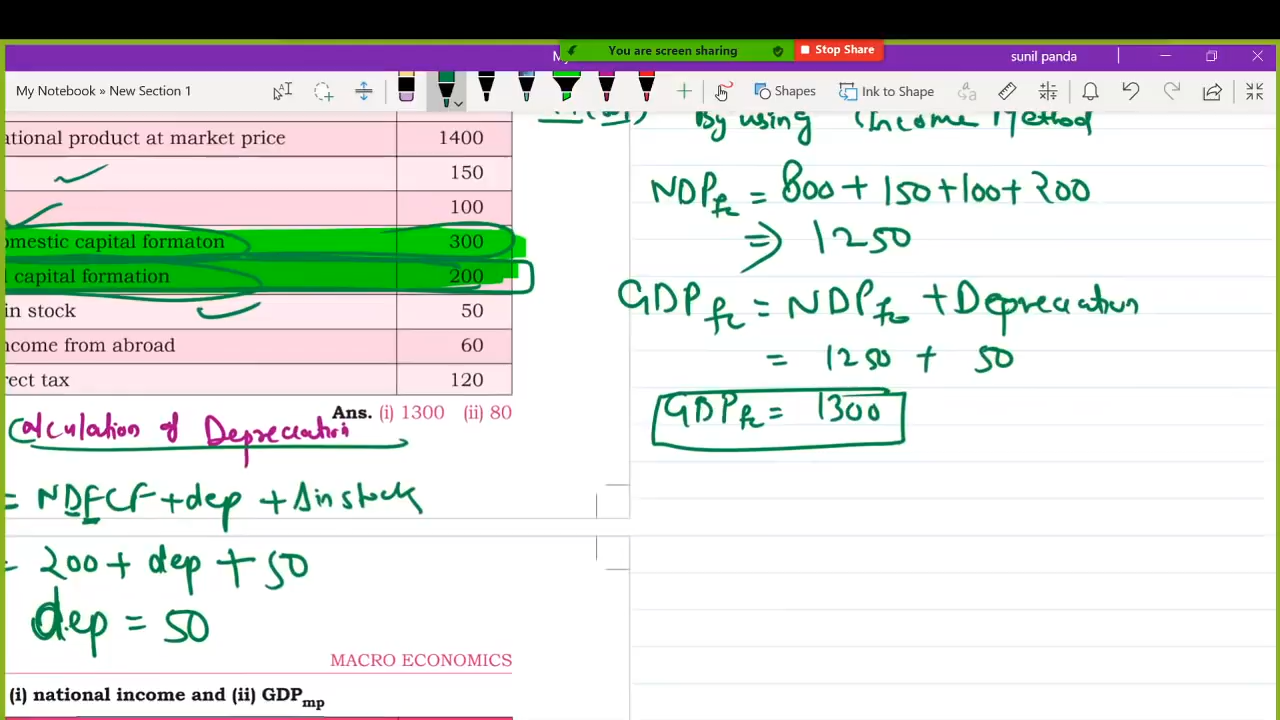 You are screen sharing
Stop Share
My
sunil panda
My Notebook » New Section 1
Shapes
Ink to Shape
ational product at market price 1400
150
100
omestic capital formaton 300
l capital formation 200
in stock 50
ncome from abroad 60
rect tax 120
Ans. (i) 1300 (ii) 80
Calculation of Depreciation
= NDFCF + dep + Δ in stock
= 200 + dep + 50
dep = 50
MACRO ECONOMICS
(i) national income and (ii) GDPmp
By using Income Method
NDPfc = 800 + 150 + 100 + 200
⇒ 1250
GDPfc = NDPfc + Depreciation
= 1250 + 50
GDPfc = 1300